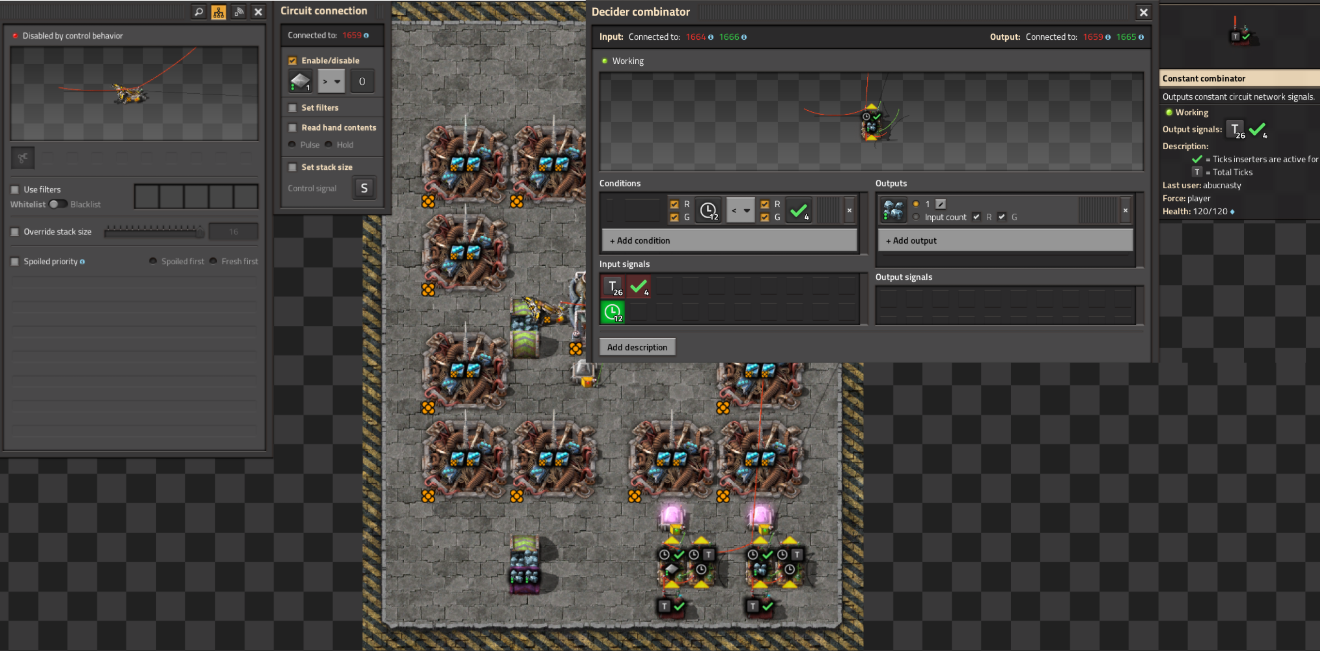 Disabled by control behavior
Use filters
Whitelist
Blacklist
Override stack size
16
Spoiled priority
Spoiled first
Fresh first
Circuit connection
Connected to: 1659
Enable/disable
1
>
0
Set filters
Read hand contents
Pulse
Hold
Set stack size
Control signal
S
Decider combinator
Input: Connected to: 1664 1666
Output: Connected to: 1659 1665
Working
Conditions
R
G
12
<
R
G
4
+ Add condition
Input signals
T 26
4
12
Outputs
1
Input count
R
G
+ Add output
Output signals
Add description
T
T
T
T
T
Constant combinator
Outputs constant circuit network signals.
Working
Output signals: T 26 4
Description:
= Ticks inserters are active for
T = Total Ticks
Last user: abucnasty
Force: player
Health: 120/120